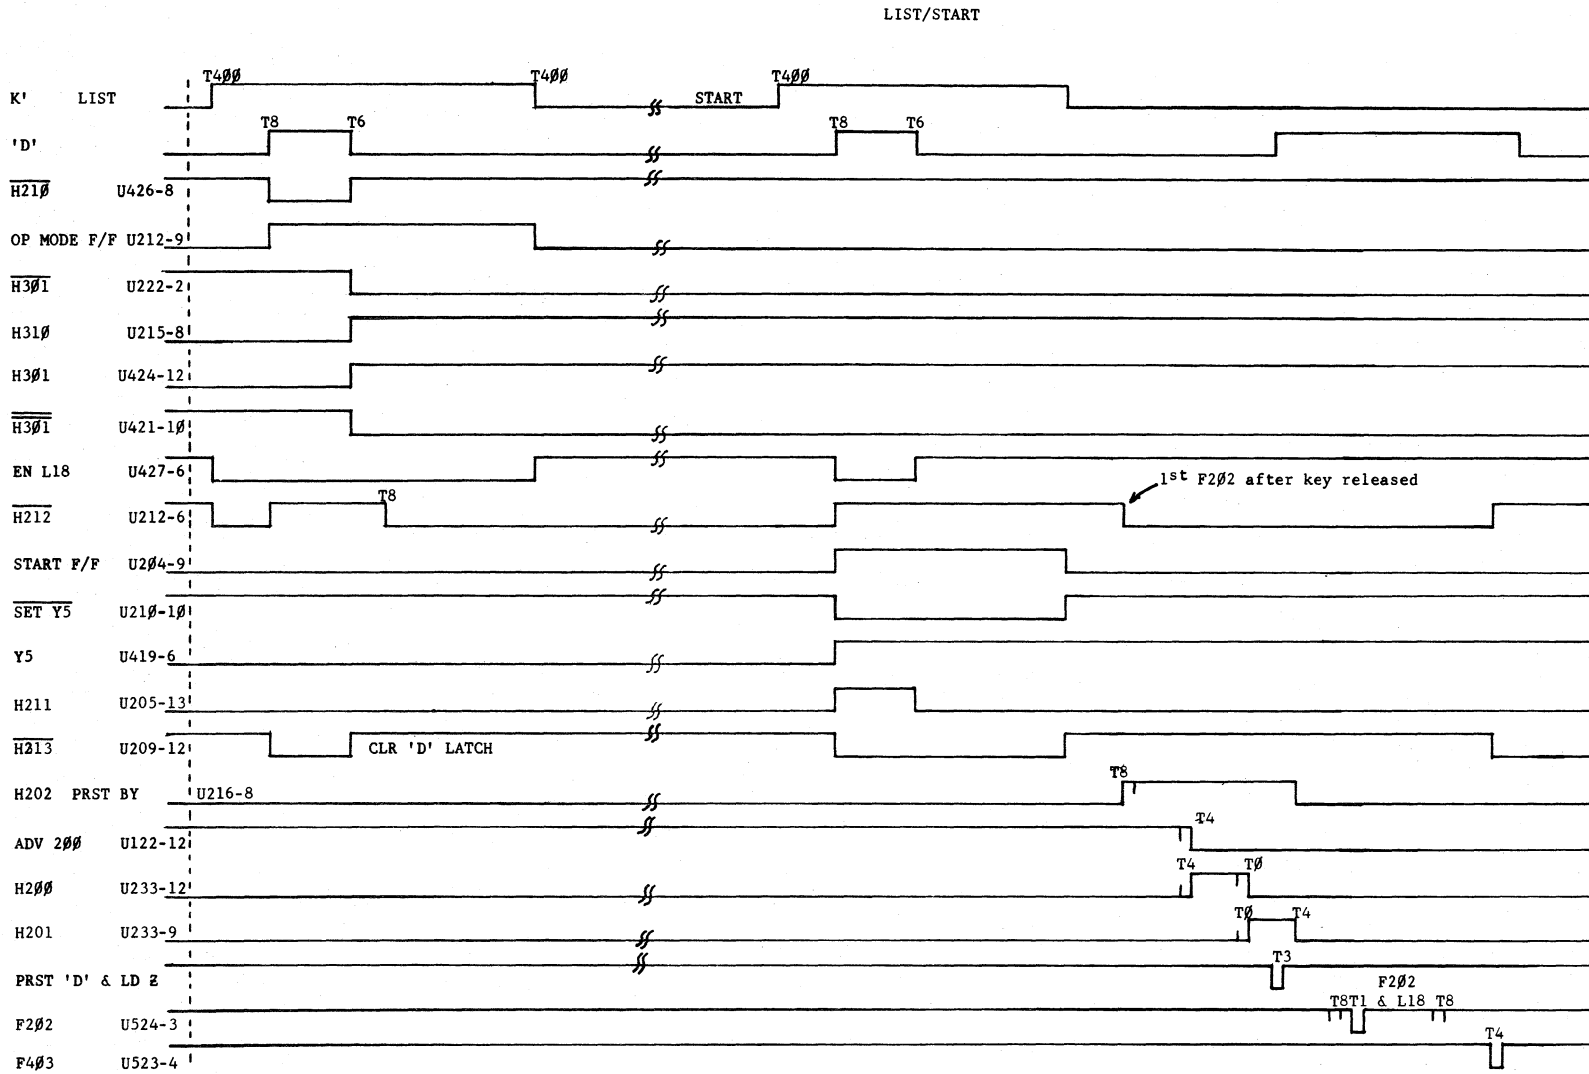 LIST/START
T4ØØ T4ØØ T4ØØ
K' LIST START
T8 T6 T8 T6
'D'
H21Ø U426-8
OP MODE F/F U212-9
H3Ø1 U222-2
H31Ø U215-8
H3Ø1 U424-12
H3Ø1 U421-1Ø
EN L18 U427-6
1st F2Ø2 after key released
T8
H212 U212-6
START F/F U2Ø4-9
SET Y5 U21Ø-1Ø
Y5 U419-6
H211 U205-13
H213 U209-12 CLR 'D' LATCH
T8
H202 PRST BY U216-8
T4
ADV 2ØØ U122-12
T4 TØ
H2ØØ U233-12
TØ T4
H201 U233-9
T3
PRST 'D' & LD Z
F2Ø2
T8T1 & L18 T8
F2Ø2 U524-3
T4
F4Ø3 U523-4